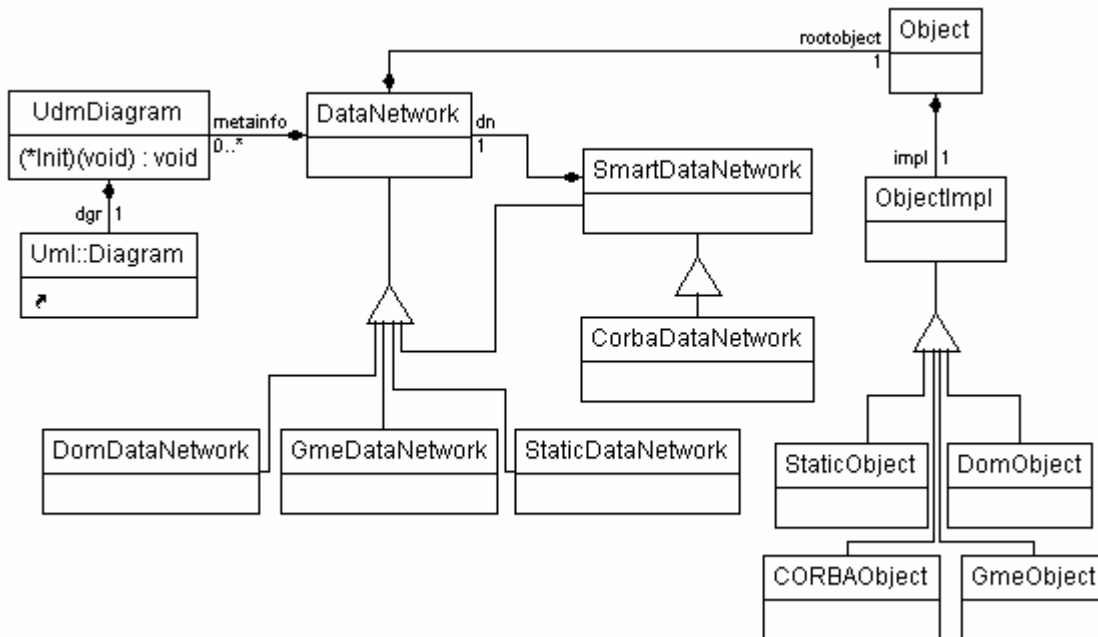 Object
rootobject
1
UdmDiagram
(*Init)(void) : void
metainfo
0..*
DataNetwork
dn
1
SmartDataNetwork
impl 1
ObjectImpl
dgr 1
Uml::Diagram
CorbaDataNetwork
DomDataNetwork
GmeDataNetwork
StaticDataNetwork
StaticObject
DomObject
CORBAObject
GmeObject